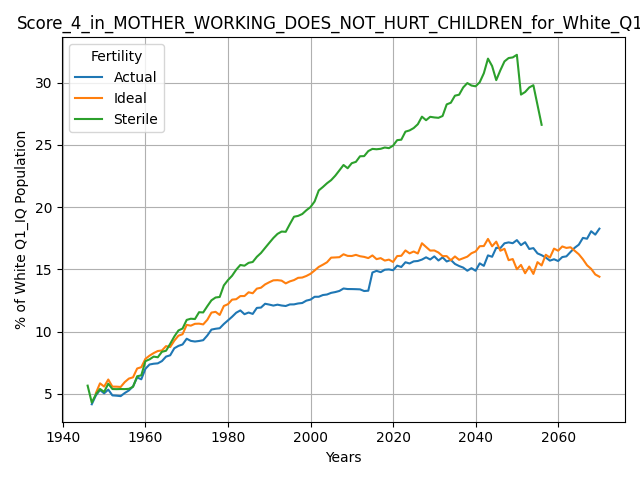 Score_4_in_MOTHER_WORKING_DOES_NOT_HURT_CHILDREN_for_White_Q1
Fertility
Actual
Ideal
Sterile
% of White Q1_IQ Population
30
25
20
15
10
5
1940 1960 1980 2000 2020 2040 2060
Years